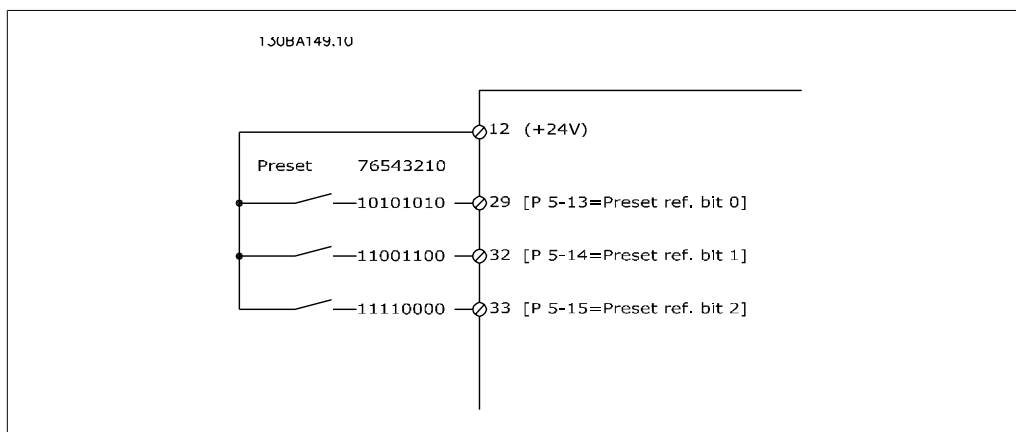 130BA149.10
12 (+24V)
Preset 76543210
10101010 29 [P 5-13=Preset ref. bit 0]
11001100 32 [P 5-14=Preset ref. bit 1]
11110000 33 [P 5-15=Preset ref. bit 2]